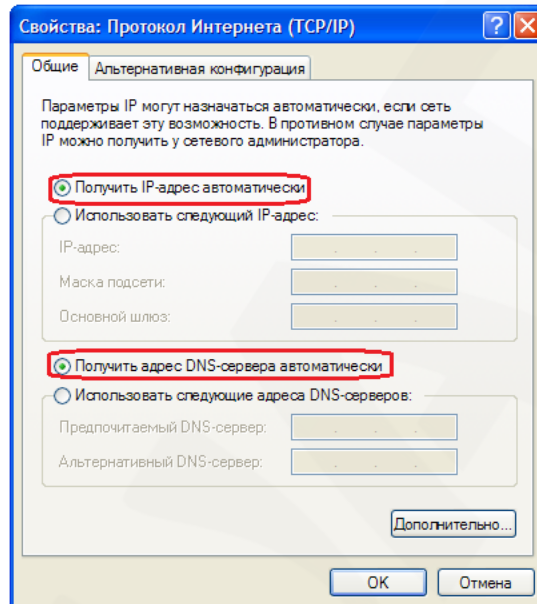 Свойства: Протокол Интернета (TCP/IP)
Общие
Альтернативная конфигурация
Параметры IP могут назначаться автоматически, если сеть
поддерживает эту возможность. В противном случае параметры
IP можно получить у сетевого администратора.
Получить IP-адрес автоматически
Использовать следующий IP-адрес:
IP-адрес:
Маска подсети:
Основной шлюз:
Получить адрес DNS-сервера автоматически
Использовать следующие адреса DNS-серверов:
Предпочитаемый DNS-сервер:
Альтернативный DNS-сервер:
Дополнительно...
OK
Отмена